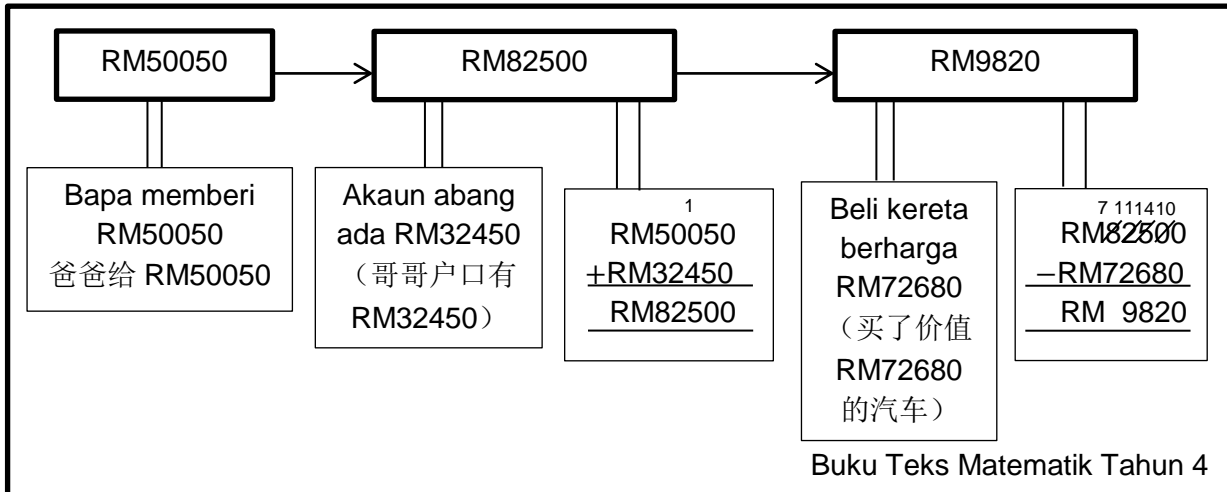 RM50050
RM82500
RM9820
Bapa memberi
RM50050
爸爸给 RM50050
Akaun abang
ada RM32450
（哥哥户口有
RM32450）
1
RM50050
+RM32450
RM82500
Beli kereta
berharga
RM72680
（买了价值
RM72680
的汽车）
7 111410
RM82500
–RM72680
RM 9820
Buku Teks Matematik Tahun 4